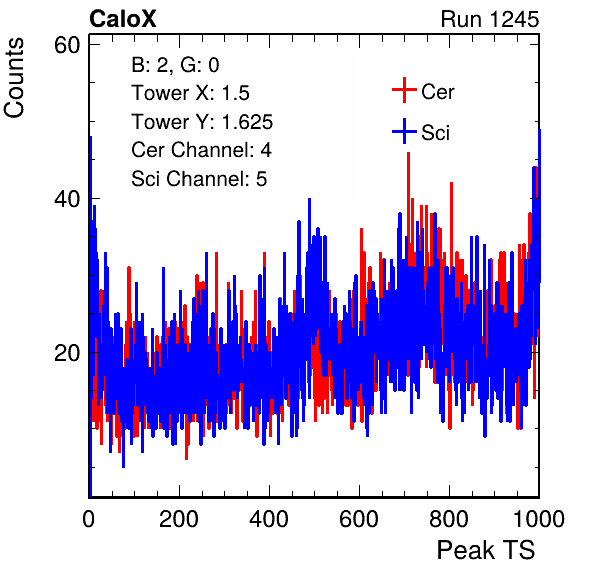 CaloX Run 1245
Counts
60
40
20
B: 2, G: 0
Tower X: 1.5
Tower Y: 1.625
Cer Channel: 4
Sci Channel: 5
Cer
Sci
0 200 400 600 800 1000
Peak TS